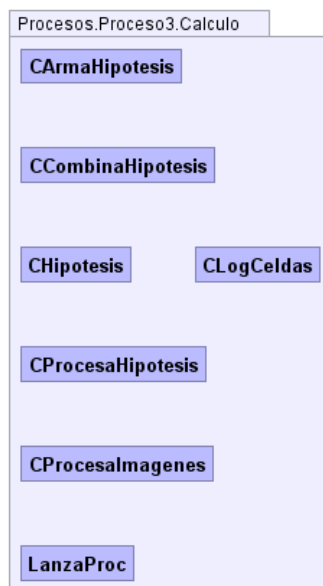 Procesos.Proceso3.Calculo
CArmaHipotesis
CCombinaHipotesis
CHipotesis CLogCeldas
CProcesaHipotesis
CProcesaImagenes
LanzaProc